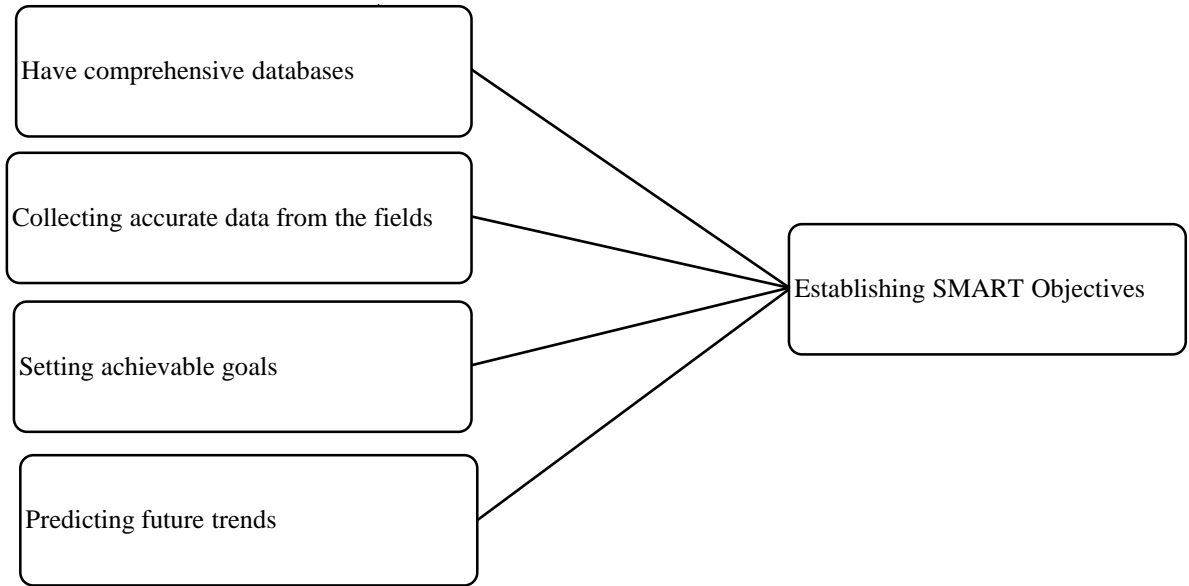 Have comprehensive databases
Collecting accurate data from the fields
Setting achievable goals
Predicting future trends
Establishing SMART Objectives